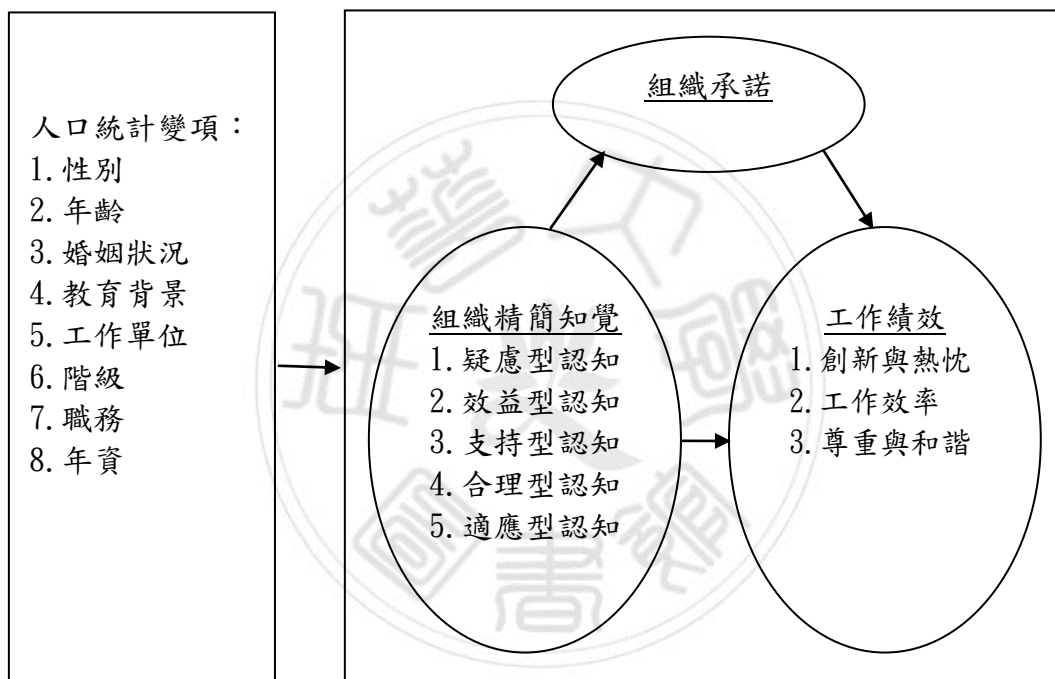 人口統計變項：
1.性別
2.年齡
3.婚姻狀況
4.教育背景
5.工作單位
6.階級
7.職務
8.年資
組織承諾
組織精簡知覺
1.疑慮型認知
2.效益型認知
3.支持型認知
4.合理型認知
5.適應型認知
工作績效
1.創新與熱忱
2.工作效率
3.尊重與和諧